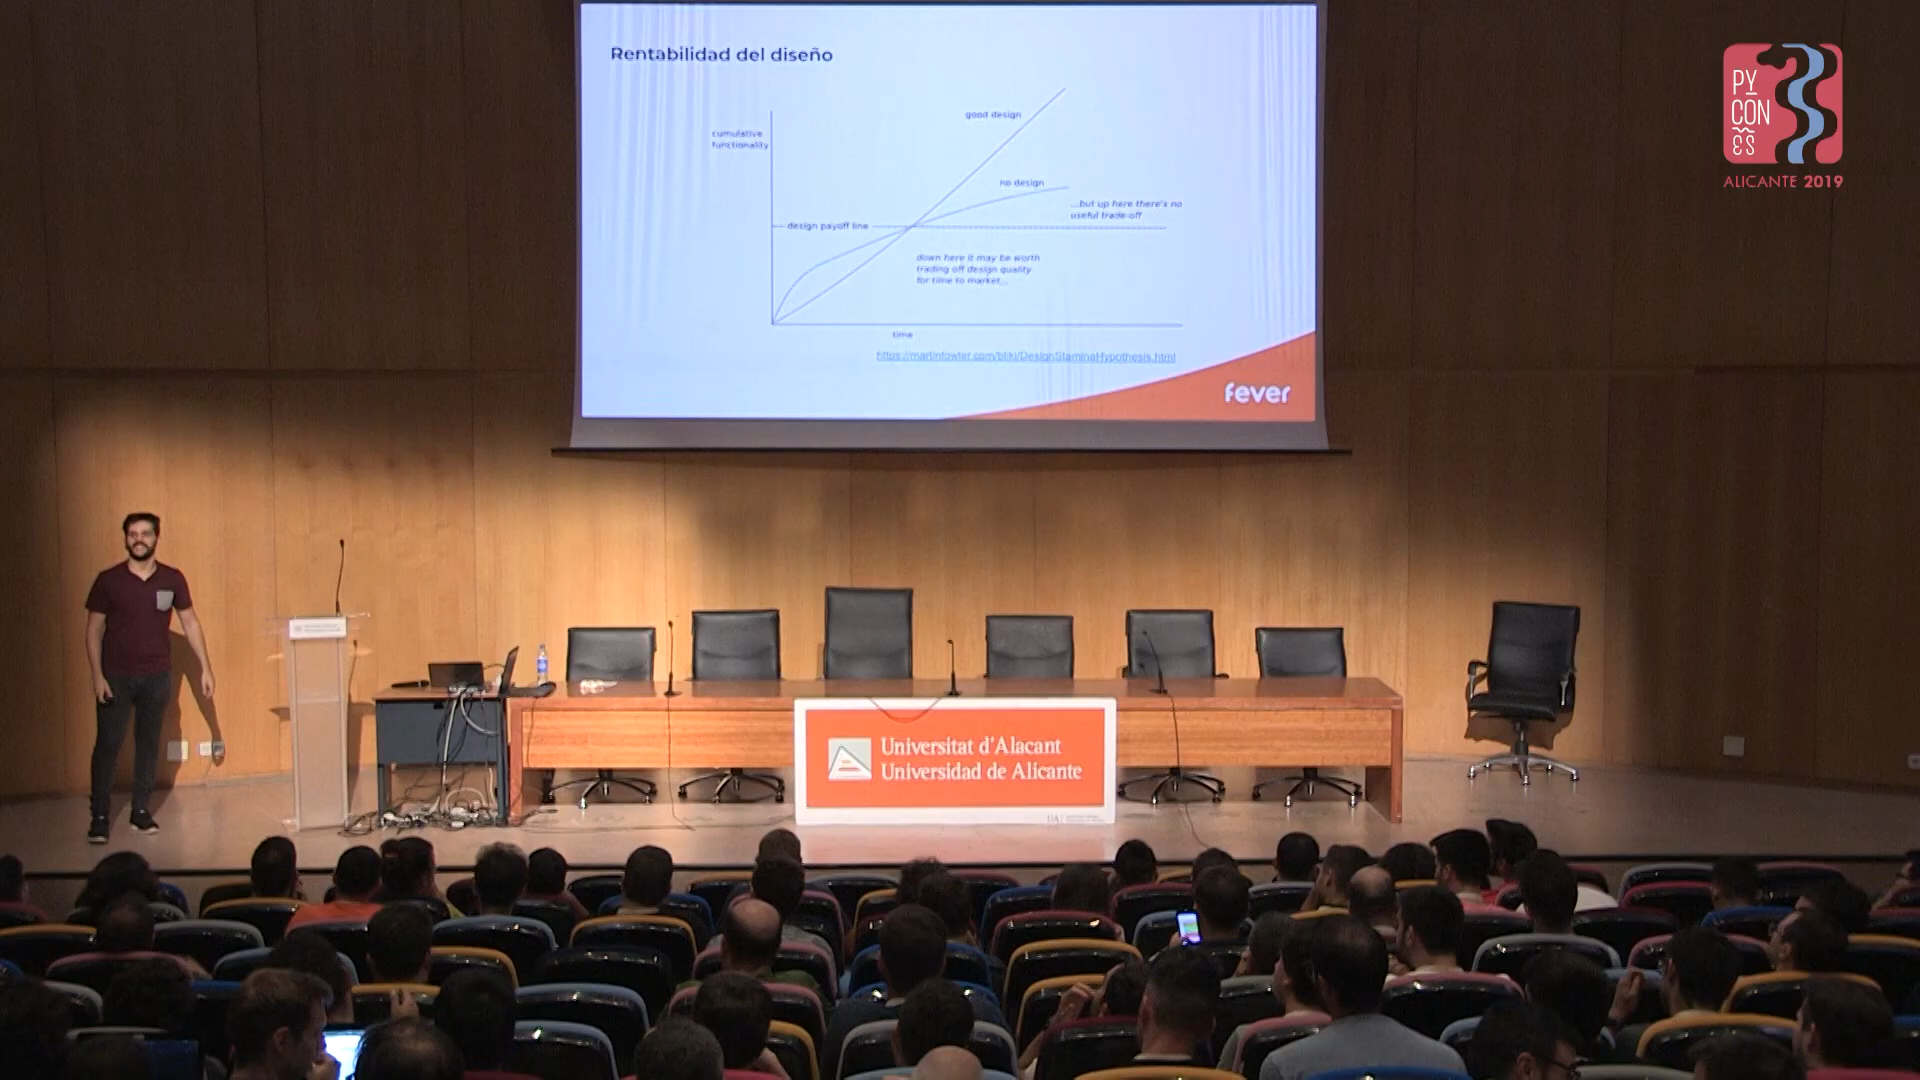 Rentabilidad del diseño
cumulative
functionality
good design
no design
...but up here there's no
useful trade-off
design payoff line
down here it may be worth
trading off design quality
for time to market...
time
https://martinfowler.com/bliki/DesignStaminaHypothesis.html
fever
PY
CON
ES
ALICANTE 2019
Universitat d'Alacant
Universidad de Alicante